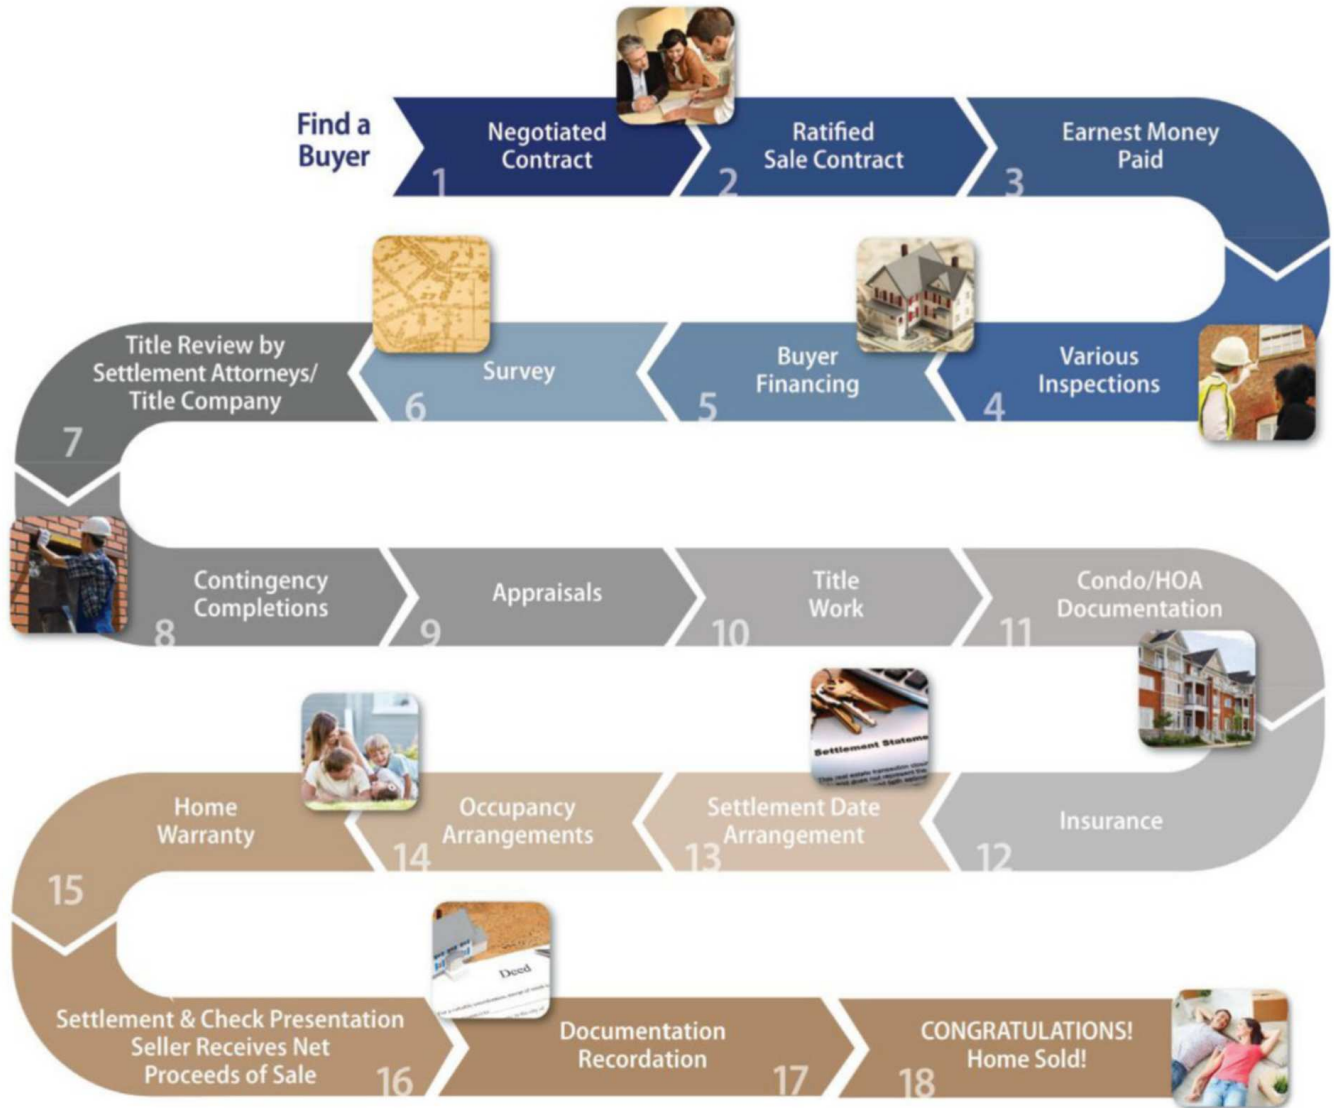 Find a
Buyer
Negotiated
Contract
1
Ratified
Sale Contract
2
Earnest Money
Paid
3
Various
Inspections
4
Buyer
Financing
5
Survey
6
Title Review by
Settlement Attorneys/
Title Company
7
Contingency
Completions
8
Appraisals
9
Title
Work
10
Condo/HOA
Documentation
11
Insurance
12
Settlement Stateme
Settlement Date
Arrangement
13
Occupancy
Arrangements
14
Home
Warranty
15
Settlement & Check Presentation
Seller Receives Net
Proceeds of Sale
16
Deed
Documentation
Recordation
17
CONGRATULATIONS!
Home Sold!
18